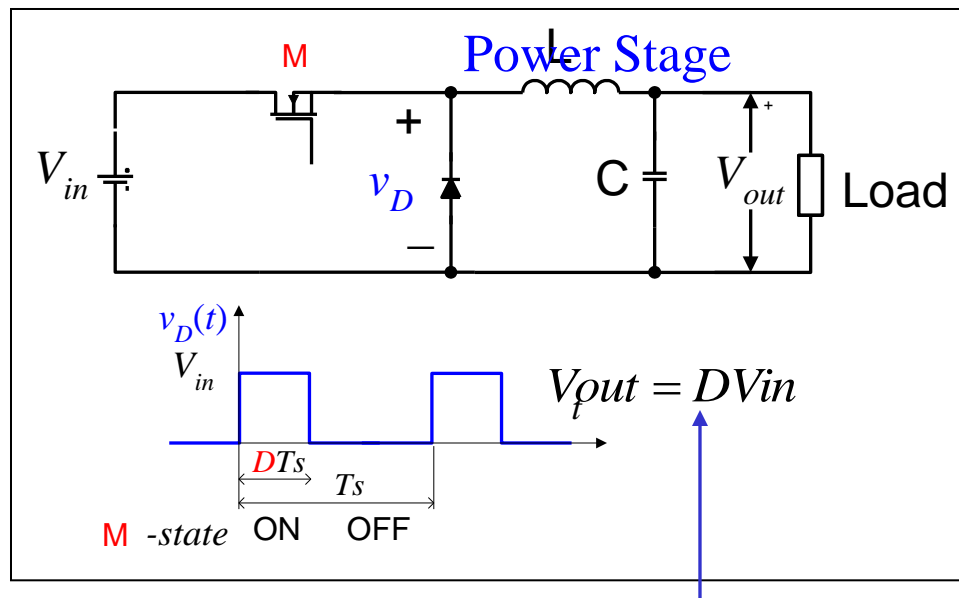 Power Stage
L
M
+
+
V_in
v_D
C
V_out
Load
–
v_D(t)
V_in
Vout = DVin
t
DTs
Ts
M -state ON OFF